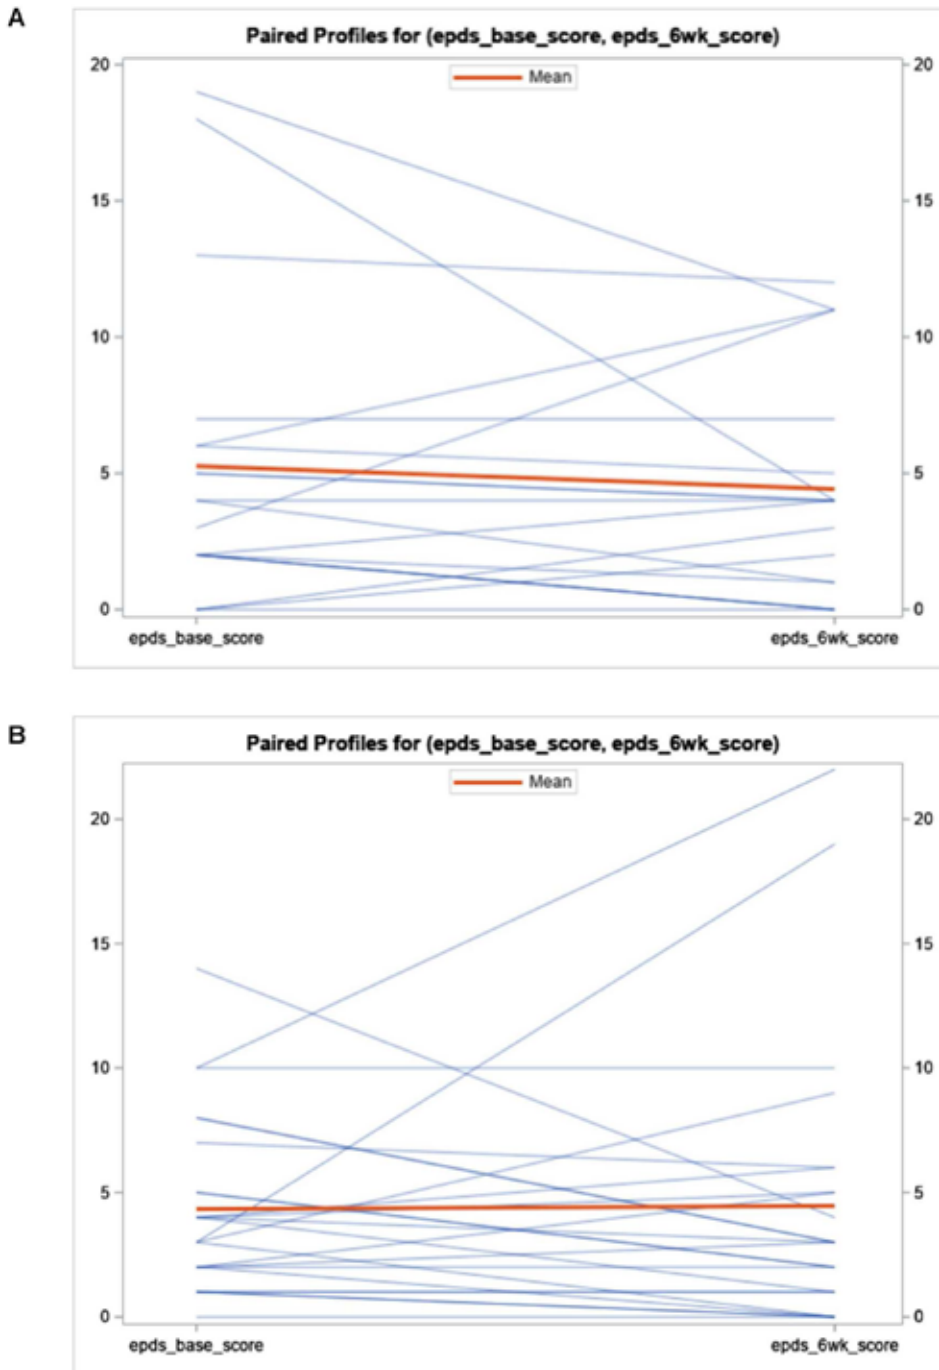 A
Paired Profiles for (epds_base_score, epds_6wk_score)
Mean
20 20
15 15
10 10
5 5
0 0
epds_base_score epds_6wk_score
B
Paired Profiles for (epds_base_score, epds_6wk_score)
Mean
20 20
15 15
10 10
5 5
0 0
epds_base_score epds_6wk_score